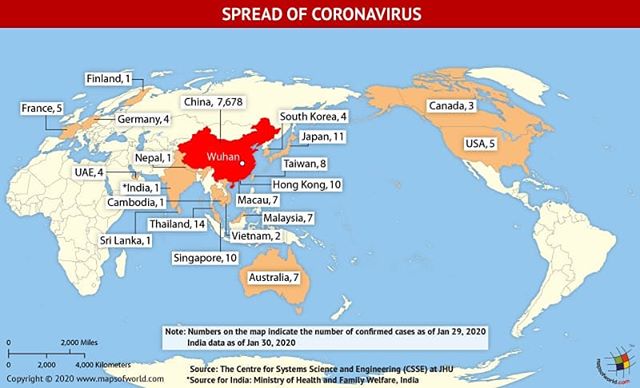 SPREAD OF CORONAVIRUS
Finland, 1
China, 7,678
France, 5
Germany, 4
South Korea, 4
Canada, 3
Japan, 11
USA, 5
Nepal, 1
Wuhan
Taiwan, 8
UAE, 4
*India, 1
Hong Kong, 10
Cambodia, 1
Macau, 7
Malaysia, 7
Thailand, 14
Vietnam, 2
Sri Lanka, 1
Singapore, 10
Australia, 7
Note: Numbers on the map indicate the number of confirmed cases as of Jan 29, 2020
India data as of Jan 30, 2020
0 2,000 Miles
0 2,000 4,000 Kilometers
Source: The Centre for Systems Science and Engineering (CSSE) at JHU
*Source for India: Ministry of Health and Family Welfare, India
Copyright © 2020 www.mapsofworld.com
mapsofworld.com